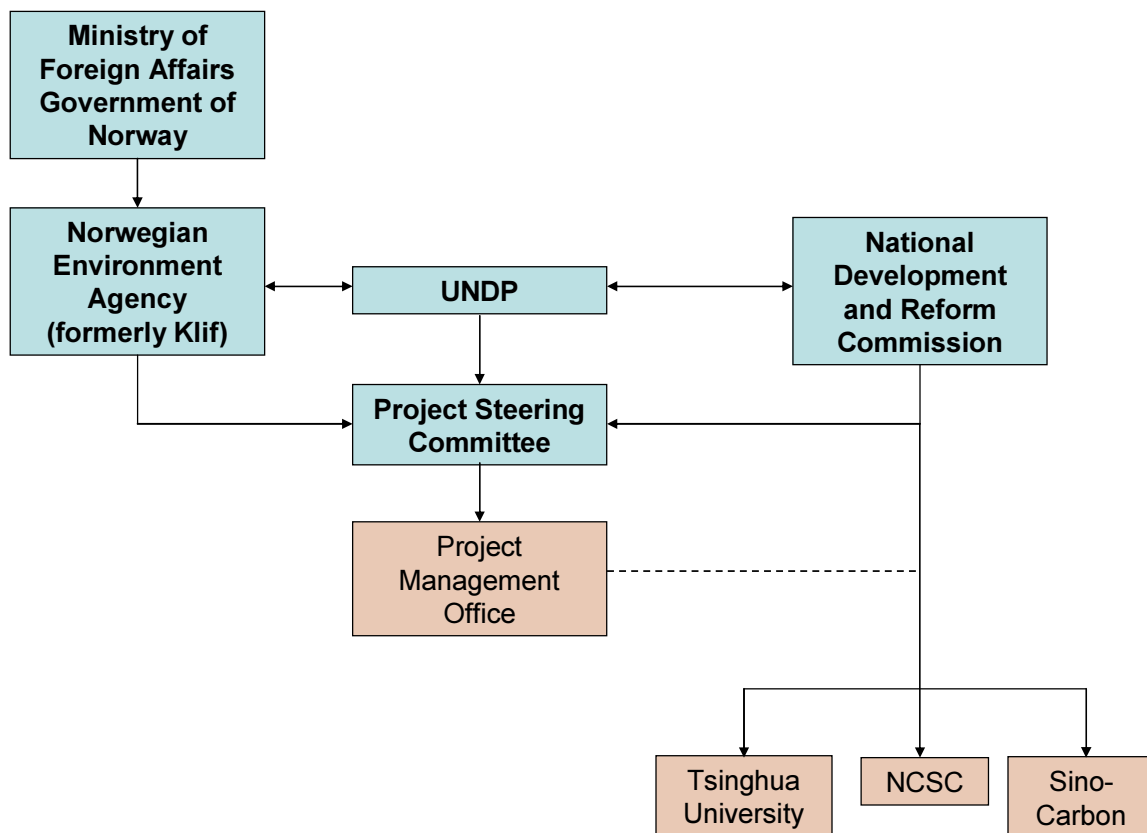 Ministry of
Foreign Affairs
Government of
Norway
Norwegian
Environment
Agency
(formerly Klif)
UNDP
National
Development
and Reform
Commission
Project Steering
Committee
Project
Management
Office
Tsinghua
University
NCSC
Sino-
Carbon